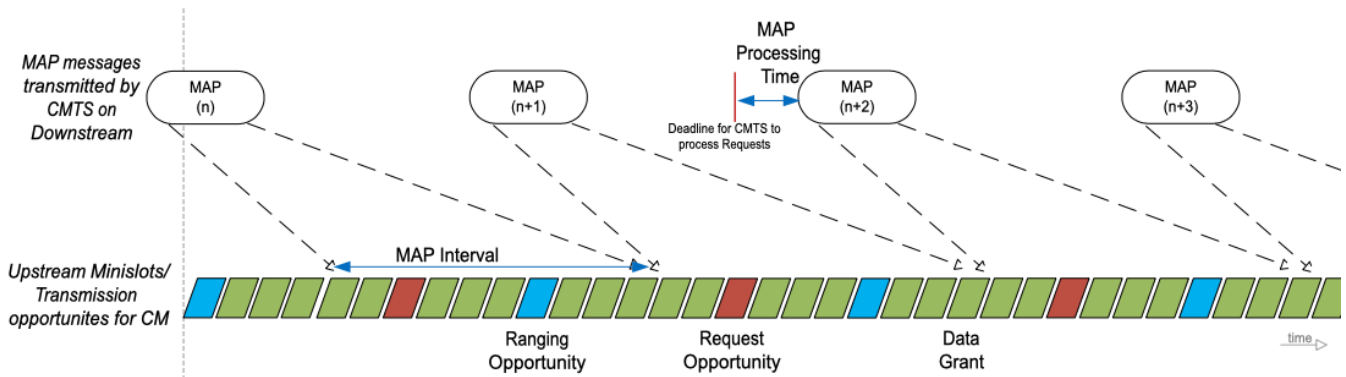 MAP messages
transmitted by
CMTS on
Downstream
MAP
(n)
MAP
(n+1)
MAP
Processing
Time
Deadline for CMTS to
process Requests
MAP
(n+2)
MAP
(n+3)
MAP Interval
Upstream Minislots/
Transmission
opportunites for CM
Ranging
Opportunity
Request
Opportunity
Data
Grant
time